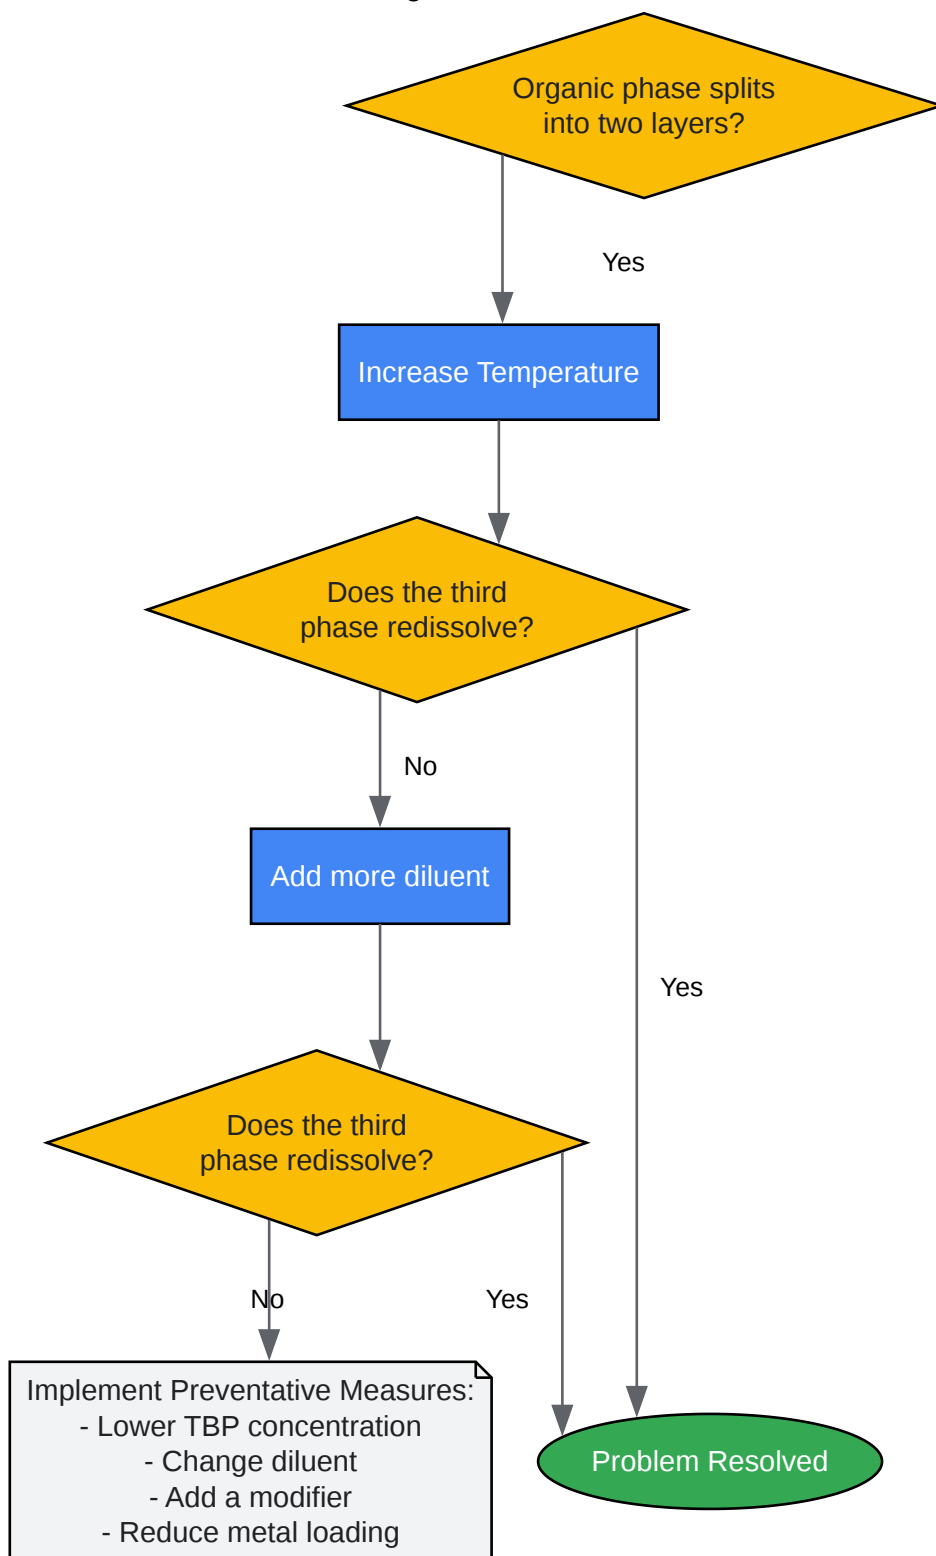 Organic phase splits
into two layers?
Yes
Increase Temperature
Does the third
phase redissolve?
No
Add more diluent
Yes
Does the third
phase redissolve?
No
Yes
Implement Preventative Measures:
- Lower TBP concentration
- Change diluent
- Add a modifier
- Reduce metal loading
Problem Resolved